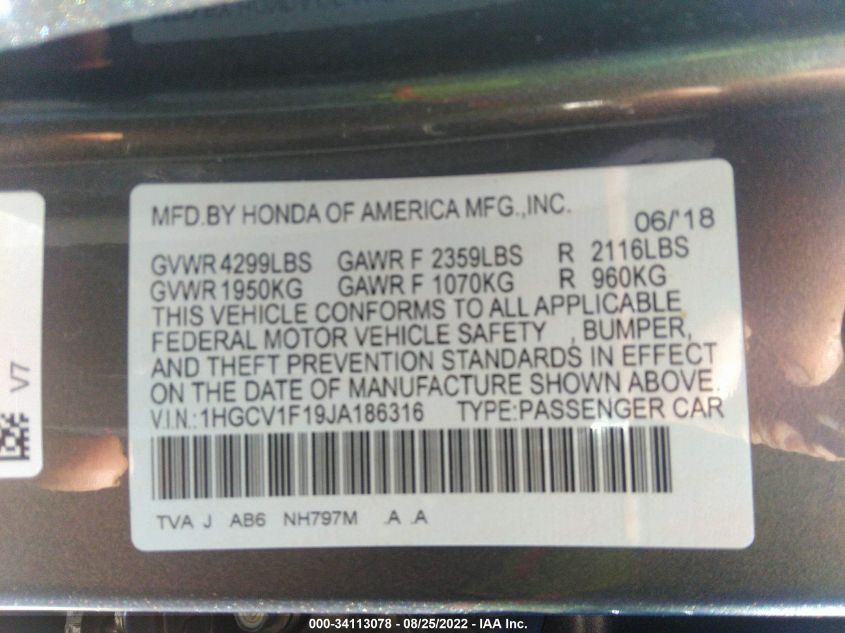 MFD.BY HONDA OF AMERICA MFG.,INC. 06/'18
GVWR 4299LBS GAWR F 2359LBS R 2116LBS
GVWR 1950KG GAWR F 1070KG R 960KG
THIS VEHICLE CONFORMS TO ALL APPLICABLE
FEDERAL MOTOR VEHICLE SAFETY , BUMPER,
AND THEFT PREVENTION STANDARDS IN EFFECT
ON THE DATE OF MANUFACTURE SHOWN ABOVE.
V.I.N.:1HGCV1F19JA186316 TYPE:PASSENGER CAR
TVA J AB6 NH797M .A .A
V7
000-34113078 - 08/25/2022 - IAA Inc.